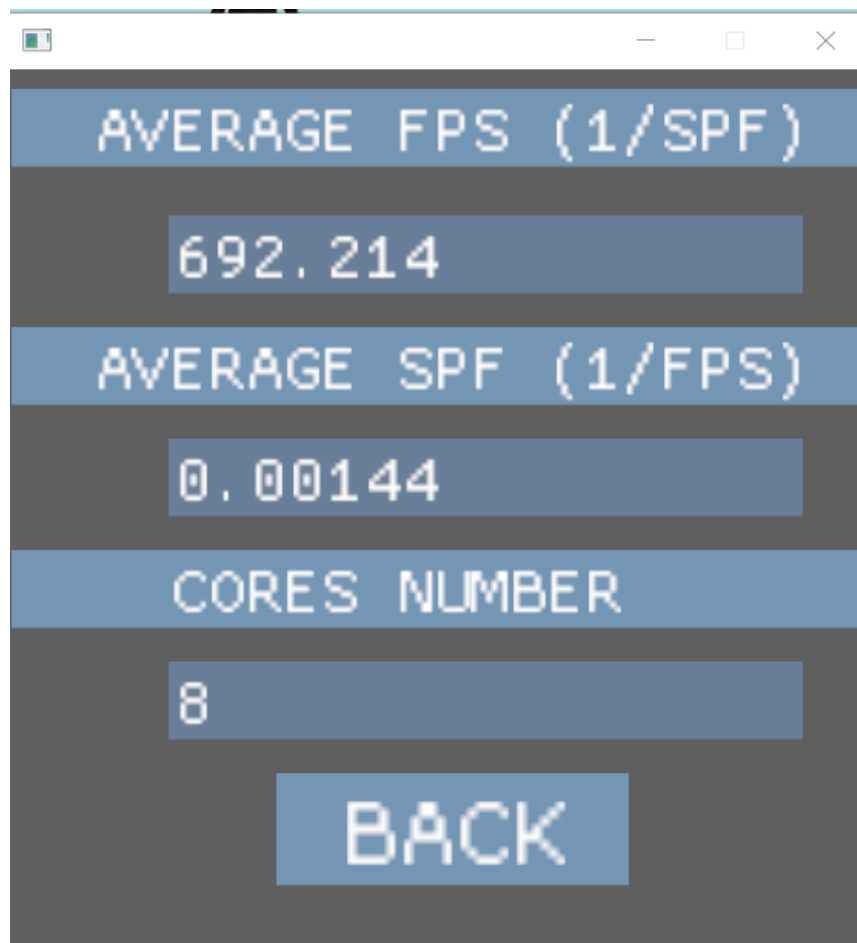 AVERAGE FPS (1/SPF)
692.214
AVERAGE SPF (1/FPS)
0.00144
CORES NUMBER
8
BACK